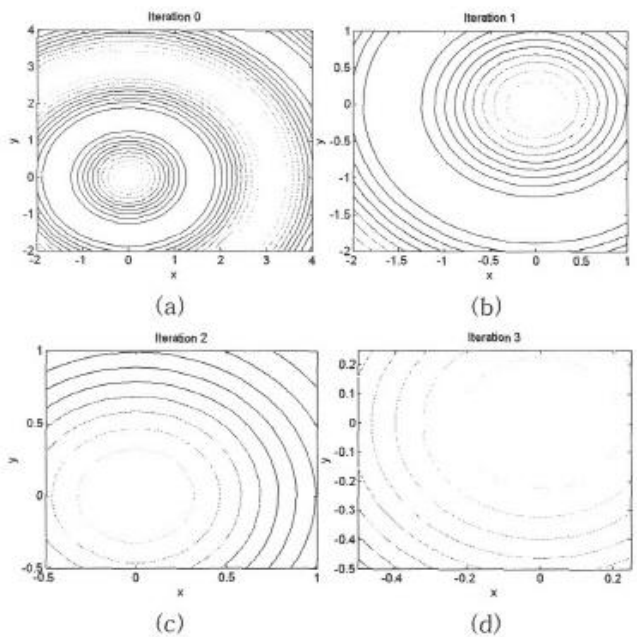 Iteration 0
4
3
2
1
0
-1
-2
y
-2 -1 0 1 2 3 4
x
(a)
Iteration 1
1
0.5
0
-0.5
-1
-1.5
-2
y
-2 -1.5 -1 -0.5 0 0.5 1
x
(b)
Iteration 2
1
0.5
0
-0.5
y
-0.5 0 0.5 1
x
(c)
Iteration 3
0.2
0.1
0
-0.1
-0.2
-0.3
-0.4
-0.5
y
-0.4 -0.2 0 0.2
x
(d)